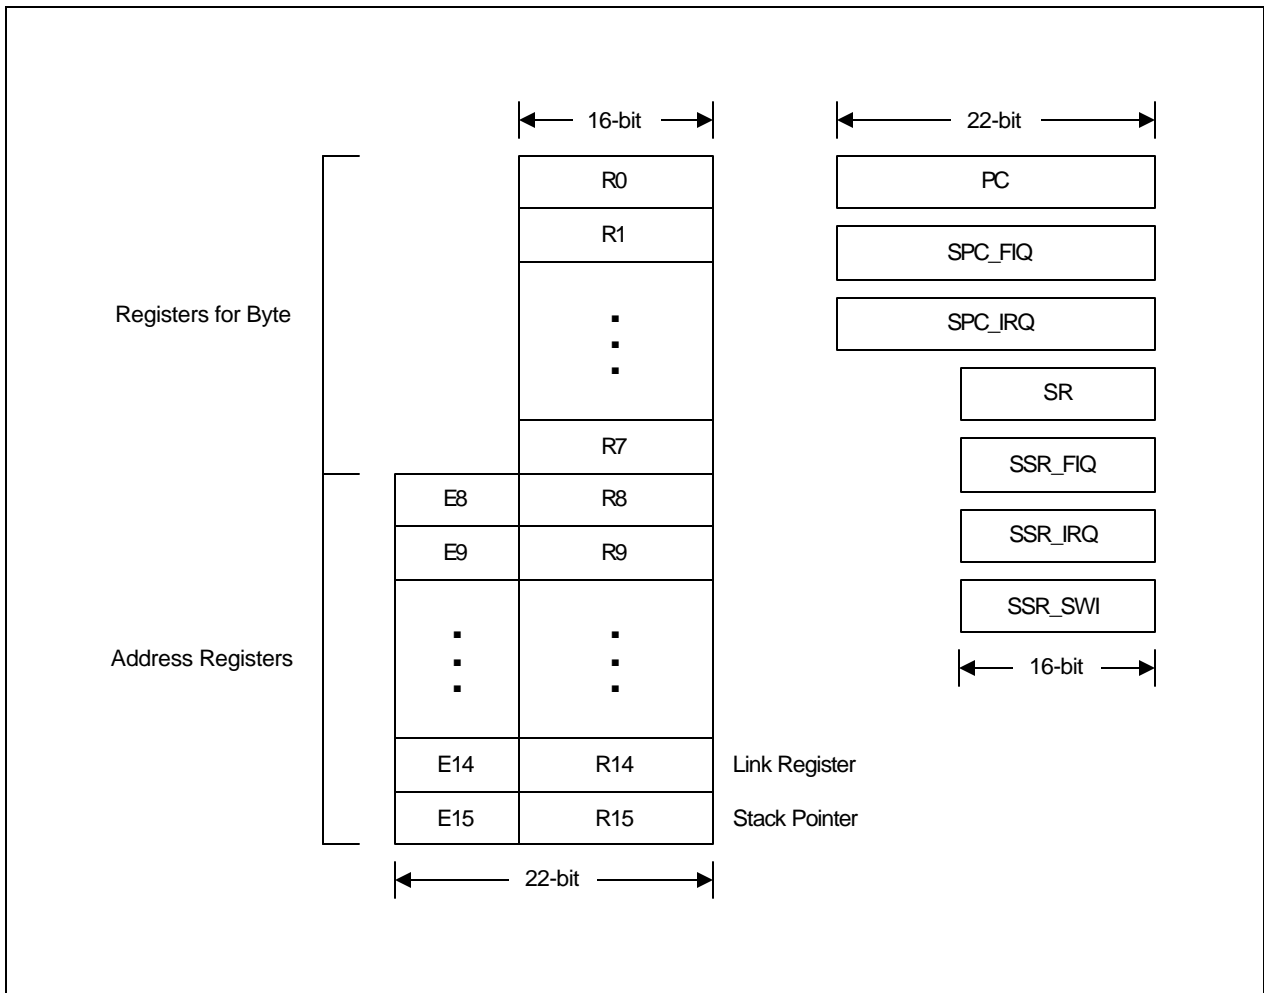 16-bit
22-bit
R0
PC
R1
SPC_FIQ
Registers for Byte
SPC_IRQ
SR
R7
SSR_FIQ
E8
R8
E9
R9
SSR_IRQ
SSR_SWI
Address Registers
16-bit
E14
R14
Link Register
E15
R15
Stack Pointer
22-bit